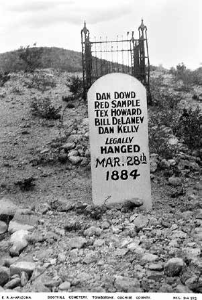 DAN DOWD
RED SAMPLE
TEX HOWARD
BILL DELANEY
DAN KELLY
LEGALLY
HANGED
MAR. 28th
1884
BOOTHILL CEMETERY, TOMBSTONE COCHISE COUNTY.